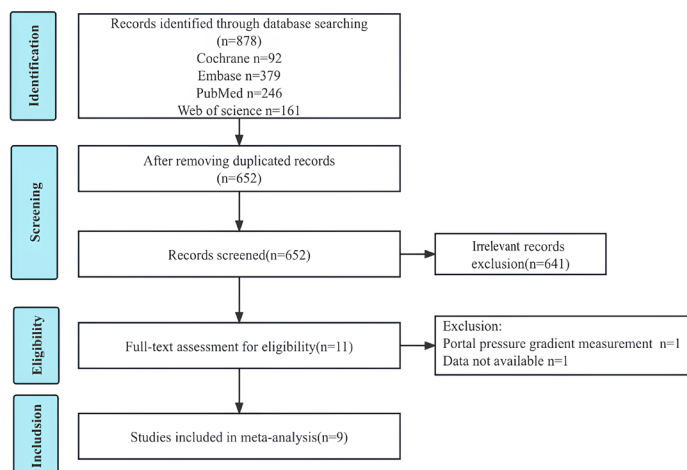 Identification
Records identified through database searching
(n=878)
Cochrane n=92
Embase n=379
PubMed n=246
Web of science n=161
Screening
After removing duplicated records
(n=652)
Records screened(n=652)
Irrelevant records
exclusion(n=641)
Eligibility
Full-text assessment for eligibility(n=11)
Exclusion:
Portal pressure gradient measurement n=1
Data not available n=1
Includsion
Studies included in meta-analysis(n=9)